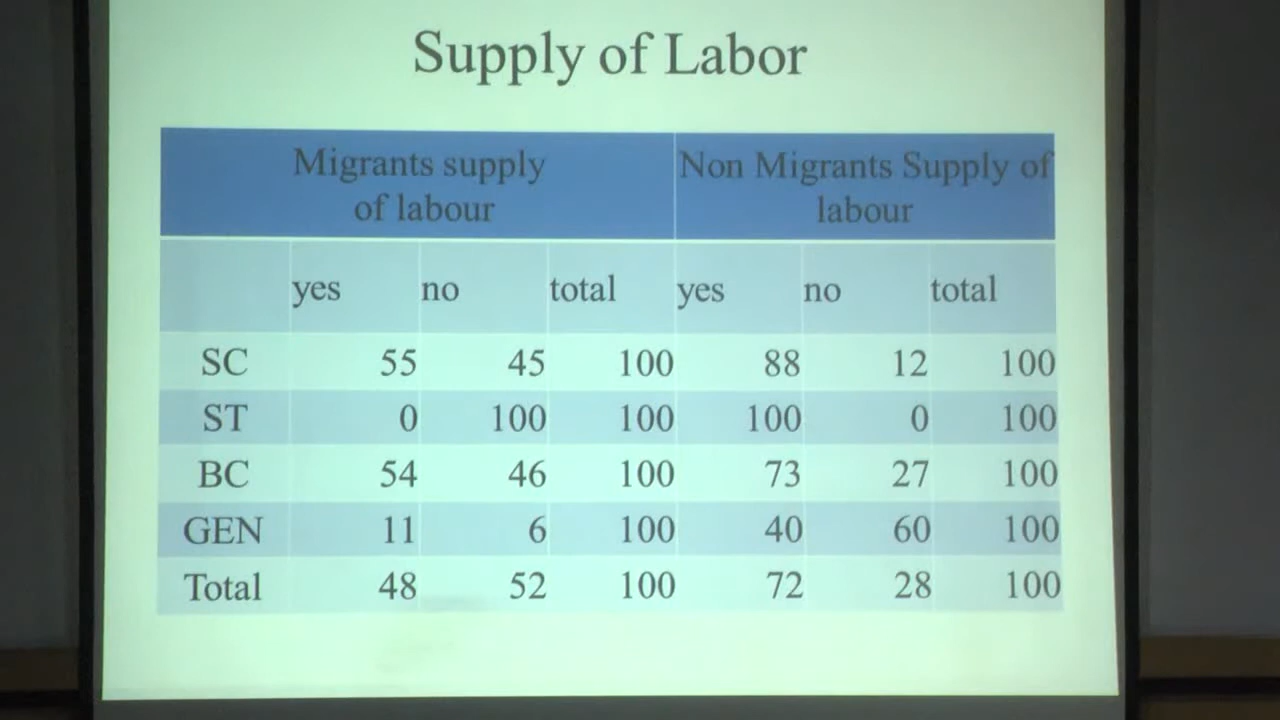 Supply of Labor
Migrants supply of labour Non Migrants Supply of labour
yes no total yes no total
SC 55 45 100 88 12 100
ST 0 100 100 100 0 100
BC 54 46 100 73 27 100
GEN 11 6 100 40 60 100
Total 48 52 100 72 28 100